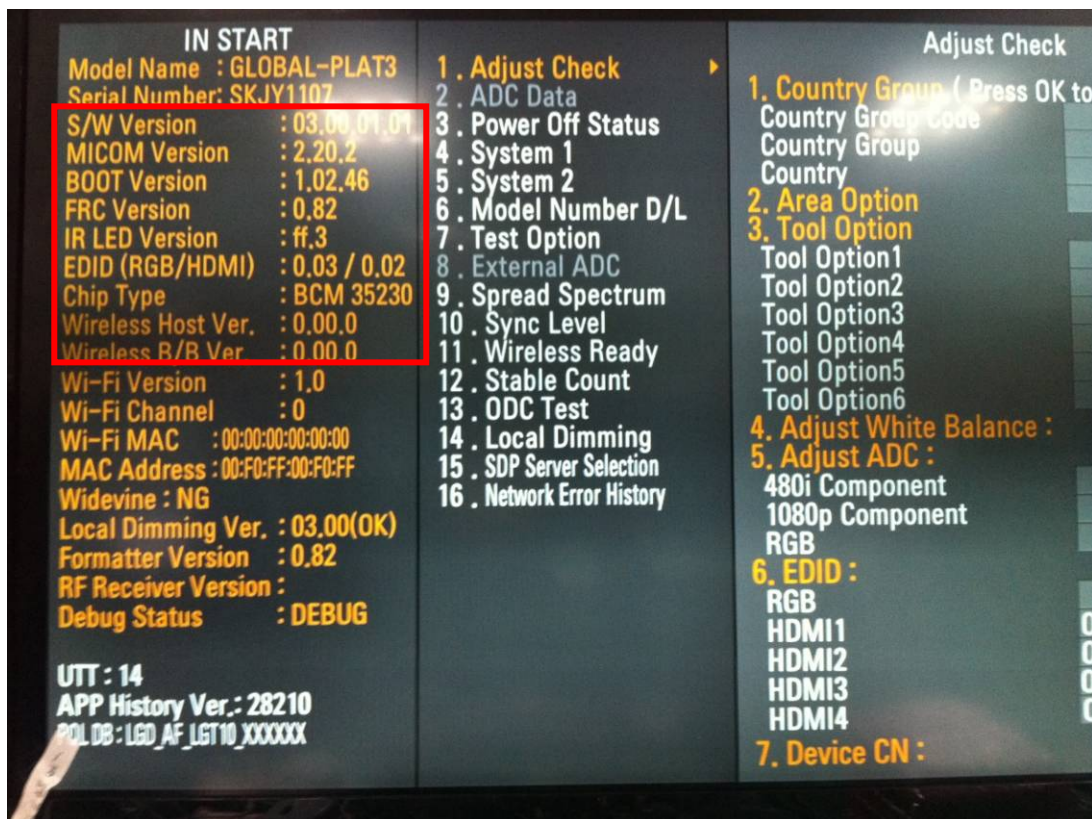 IN START
Model Name : GLOBAL-PLAT3
Serial Number: SKJY1107
S/W Version : 03.00.01.01
MICOM Version : 2.20.2
BOOT Version : 1.02.46
FRC Version : 0.82
IR LED Version : ff.3
EDID (RGB/HDMI) : 0.03 / 0.02
Chip Type : BCM 35230
Wireless Host Ver. : 0.00.0
Wireless B/B Ver. : 0.00.0
Wi-Fi Version : 1.0
Wi-Fi Channel : 0
Wi-Fi MAC : 00:00:00:00:00:00
MAC Address : 00:F0:FF:00:F0:FF
Widevine : NG
Local Dimming Ver. : 03.00(OK)
Formatter Version : 0.82
RF Receiver Version :
Debug Status : DEBUG
UTT : 14
APP History Ver.: 28210
PQL DB : LGD_AF_LGT10_XXXXXX
1 . Adjust Check
2 . ADC Data
3 . Power Off Status
4 . System 1
5 . System 2
6 . Model Number D/L
7 . Test Option
8 . External ADC
9 . Spread Spectrum
10 . Sync Level
11 . Wireless Ready
12 . Stable Count
13 . ODC Test
14 . Local Dimming
15 . SDP Server Selection
16 . Network Error History
Adjust Check
1. Country Group ( Press OK to
Country Group Code
Country Group
Country
2. Area Option
3. Tool Option
Tool Option1
Tool Option2
Tool Option3
Tool Option4
Tool Option5
Tool Option6
4. Adjust White Balance :
5. Adjust ADC :
480i Component
1080p Component
RGB
6. EDID :
RGB
HDMI1
HDMI2
HDMI3
HDMI4
7. Device CN :